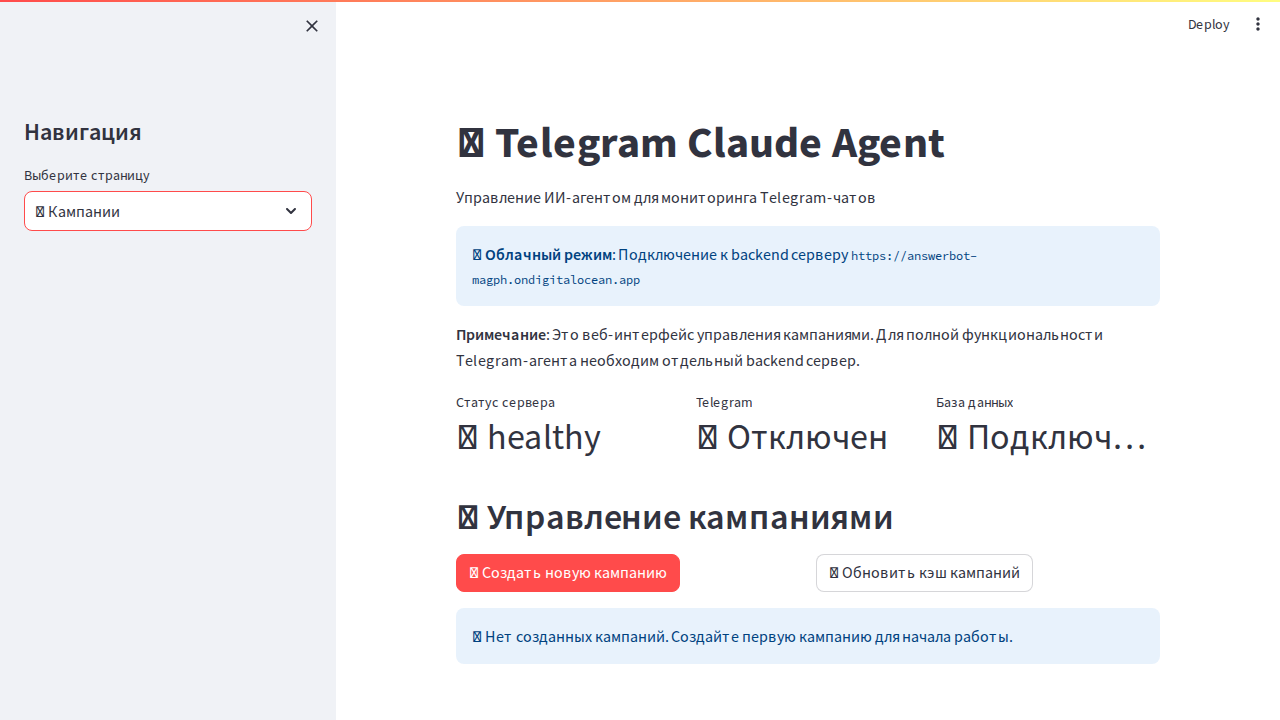 Deploy
Навигация
Выберите страницу
Кампании
Telegram Claude Agent
Управление ИИ-агентом для мониторинга Telegram-чатов
Облачный режим: Подключение к backend серверу https://answerbot-
magph.ondigitalocean.app
Примечание: Это веб-интерфейс управления кампаниями. Для полной функциональности
Telegram-агента необходим отдельный backend сервер.
Статус сервера
healthy
Telegram
Отключен
База данных
Подключ...
Управление кампаниями
Создать новую кампанию
Обновить кэш кампаний
Нет созданных кампаний. Создайте первую кампанию для начала работы.